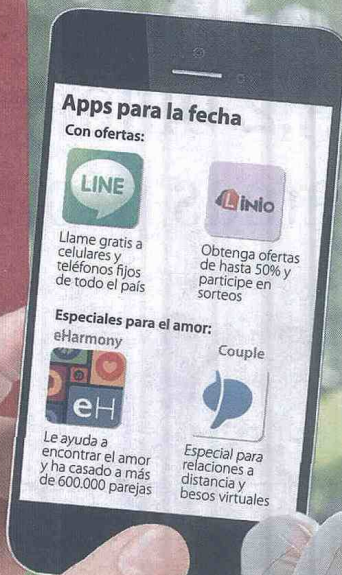 Apps para la fecha
Con ofertas:
LINE
Llame gratis a
celulares y
teléfonos fijos
de todo el país
Linio
Obtenga ofertas
de hasta 50% y
participe en
sorteos
Especiales para el amor:
eHarmony
eH
Le ayuda a
encontrar el amor
y ha casado a más
de 600.000 parejas
Couple
Especial para
relaciones a
distancia y
besos virtuales